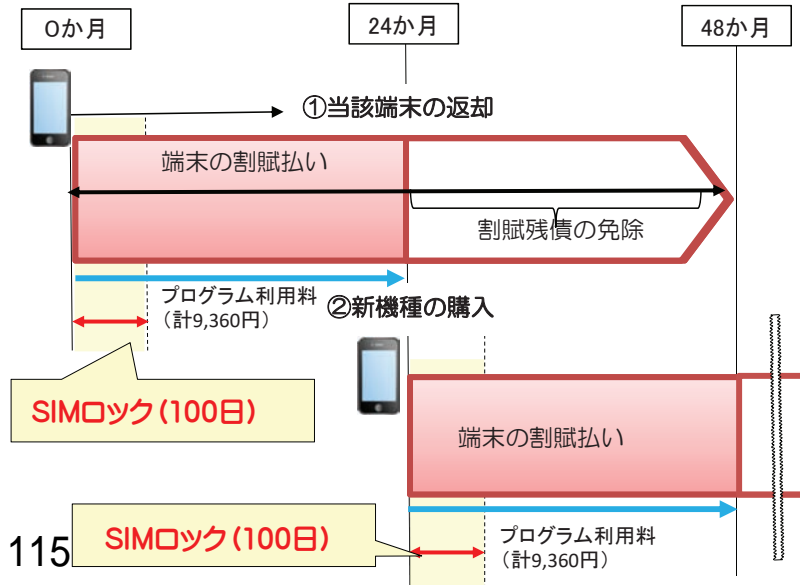 0か月
24か月
48か月
①当該端末の返却
端末の割賦払い
割賦残債の免除
プログラム利用料
（計9,360円）
②新機種の購入
SIMロック（100日）
端末の割賦払い
115
SIMロック（100日）
プログラム利用料
（計9,360円）